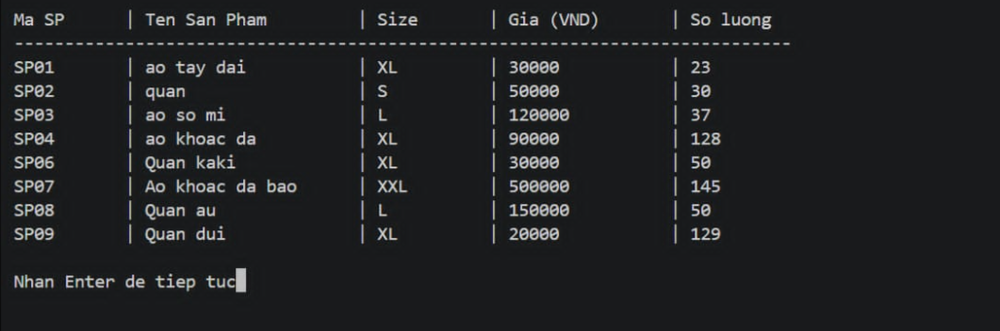 Ma SP | Ten San Pham | Size | Gia (VND) | So luong
--------------------------------------------------------------------------------
SP01 | ao tay dai | XL | 30000 | 23
SP02 | quan | S | 50000 | 30
SP03 | ao so mi | L | 120000 | 37
SP04 | ao khoac da | XL | 90000 | 128
SP06 | Quan kaki | XL | 30000 | 50
SP07 | Ao khoac da bao | XXL | 500000 | 145
SP08 | Quan au | L | 150000 | 50
SP09 | Quan dui | XL | 20000 | 129
Nhan Enter de tiep tuc